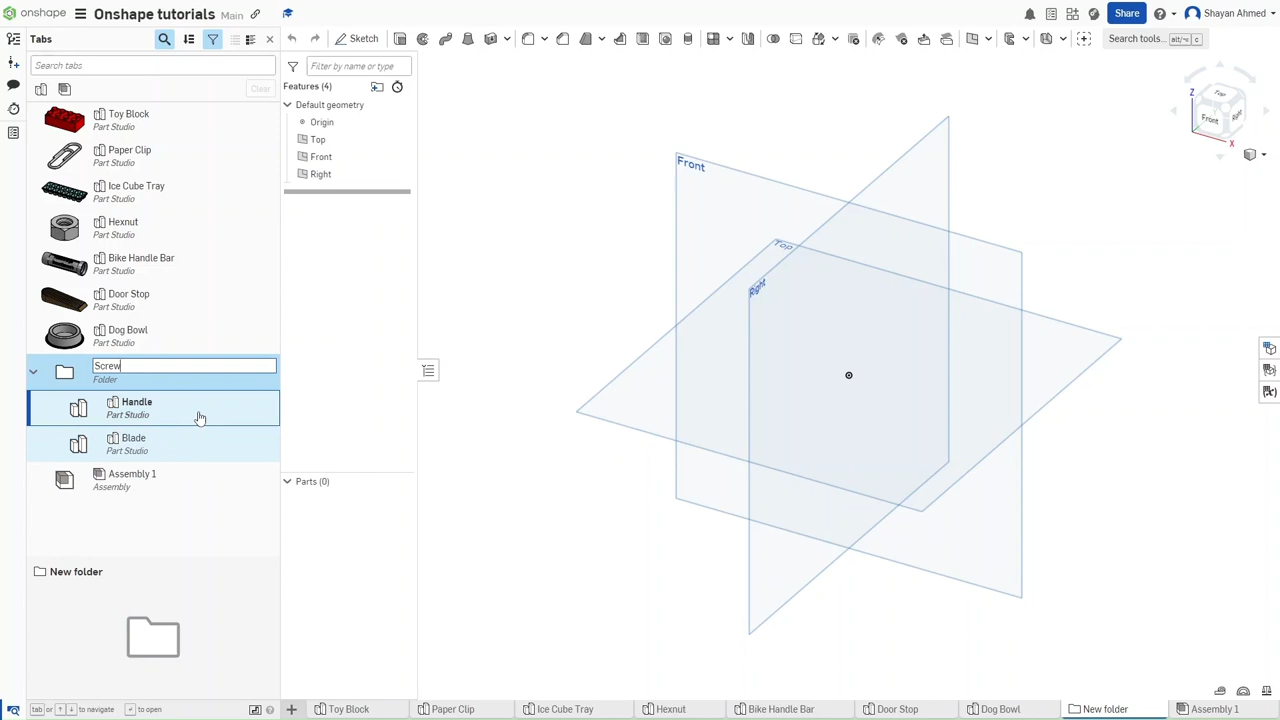 onshape Onshape tutorials Main Share Shayan Ahmed
Tabs Sketch Search tools... alt/⌥ c
Search tabs
Filter by name or type
Clear
Features (4)
Default geometry
Origin
Top
Front
Right
Toy Block
Part Studio
Paper Clip
Part Studio
Ice Cube Tray
Part Studio
Hexnut
Part Studio
Bike Handle Bar
Part Studio
Door Stop
Part Studio
Dog Bowl
Part Studio
Screw
Folder
Handle
Part Studio
Blade
Part Studio
Assembly 1
Assembly
New folder
Parts (0)
Front
Top
Right
Top
Front
Right
Z
X
tab or ↑ ↓ to navigate to open
Toy Block Paper Clip Ice Cube Tray Hexnut Bike Handle Bar Door Stop Dog Bowl New folder Assembly 1